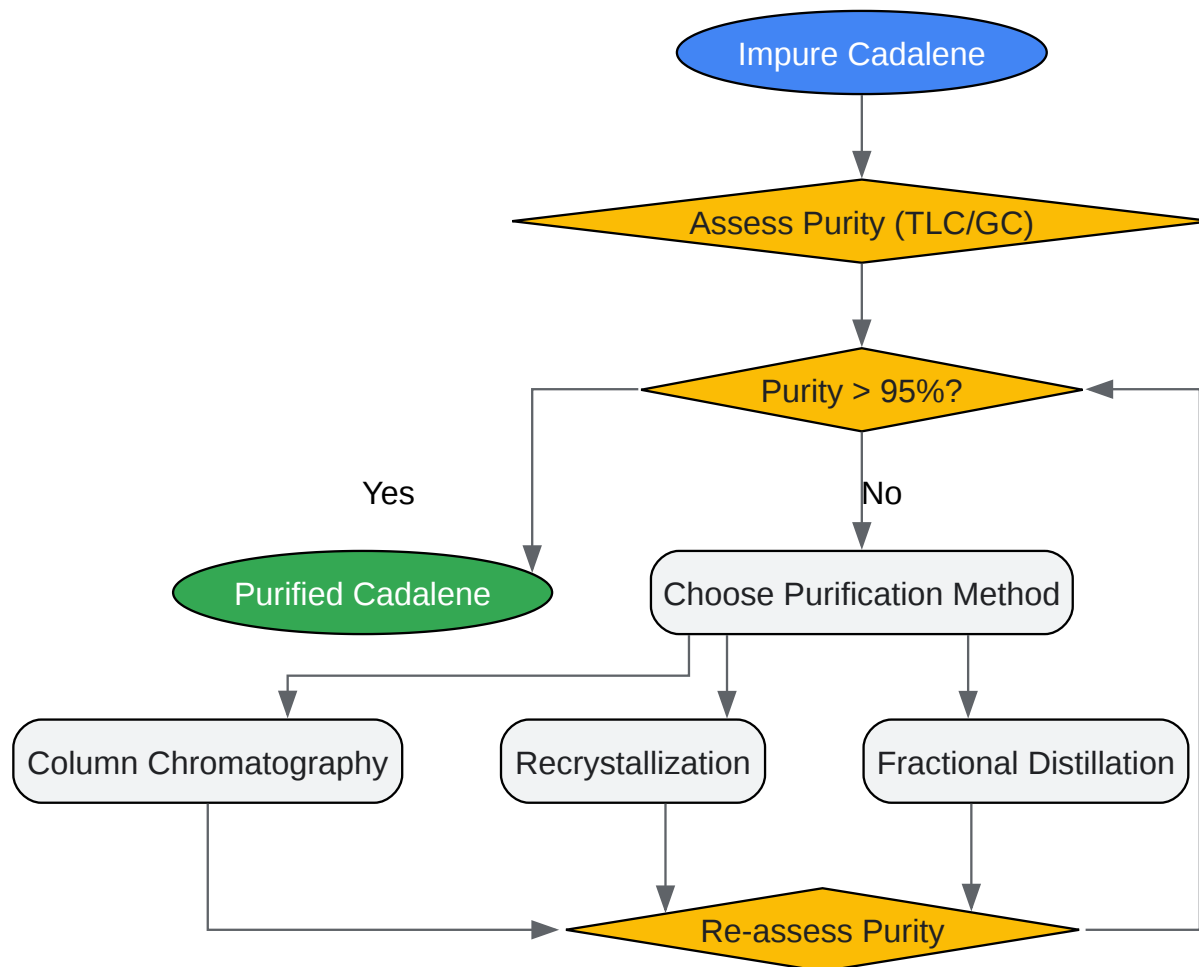 Impure Cadalene
Assess Purity (TLC/GC)
Purity > 95%?
Yes
No
Purified Cadalene
Choose Purification Method
Column Chromatography
Recrystallization
Fractional Distillation
Re-assess Purity